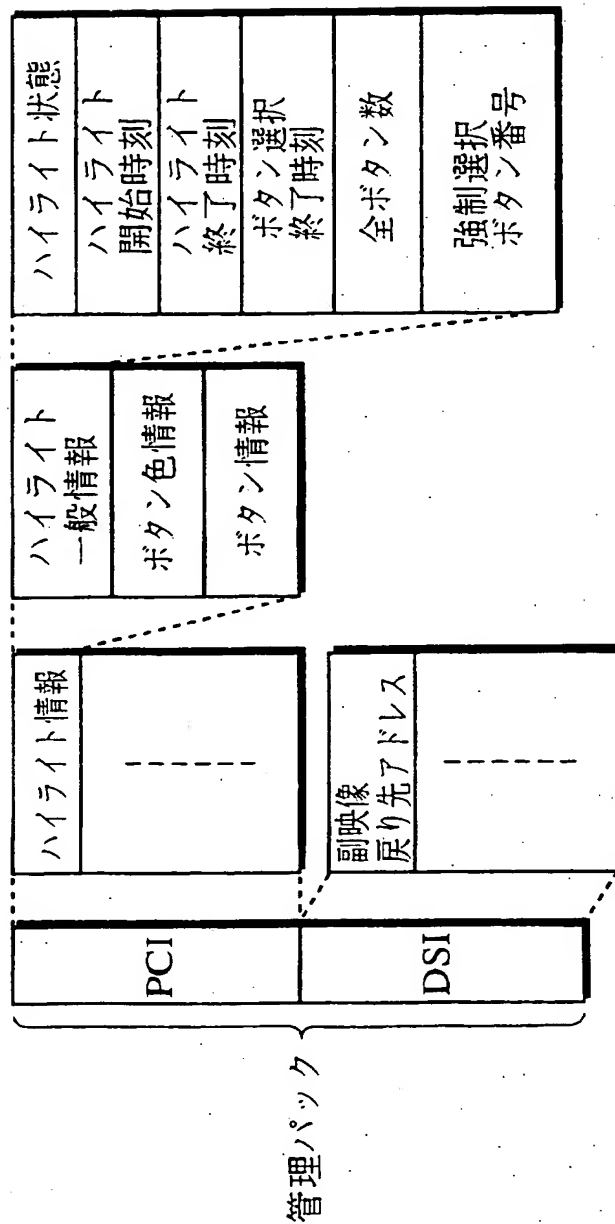 管理パック
PCI
DSI
ハイライト情報
副映像
戻り先アドレス
ハイライト
一般情報
ボタン色情報
ボタン情報
ハイライト状態
ハイライト
開始時刻
ハイライト
終了時刻
ボタン選択
終了時刻
全ボタン数
強制選択
ボタン番号